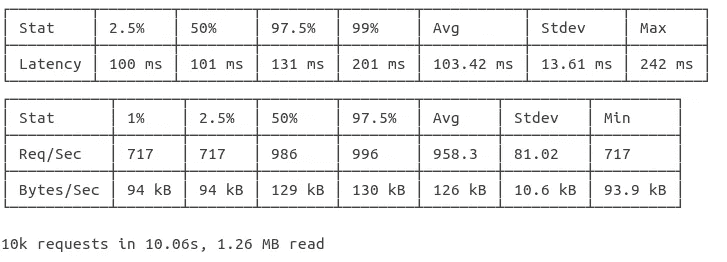 Stat 2.5% 50% 97.5% 99% Avg Stdev Max
Latency 100 ms 101 ms 131 ms 201 ms 103.42 ms 13.61 ms 242 ms
Stat 1% 2.5% 50% 97.5% Avg Stdev Min
Req/Sec 717 717 986 996 958.3 81.02 717
Bytes/Sec 94 kB 94 kB 129 kB 130 kB 126 kB 10.6 kB 93.9 kB
10k requests in 10.06s, 1.26 MB read